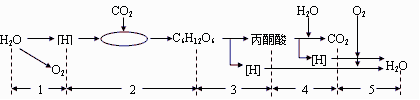 CO₂ H₂O O₂
H₂O [H] C₆H₁₂O₆ 丙酮酸 CO₂
O₂ [H] [H] H₂O
1 2 3 4 5